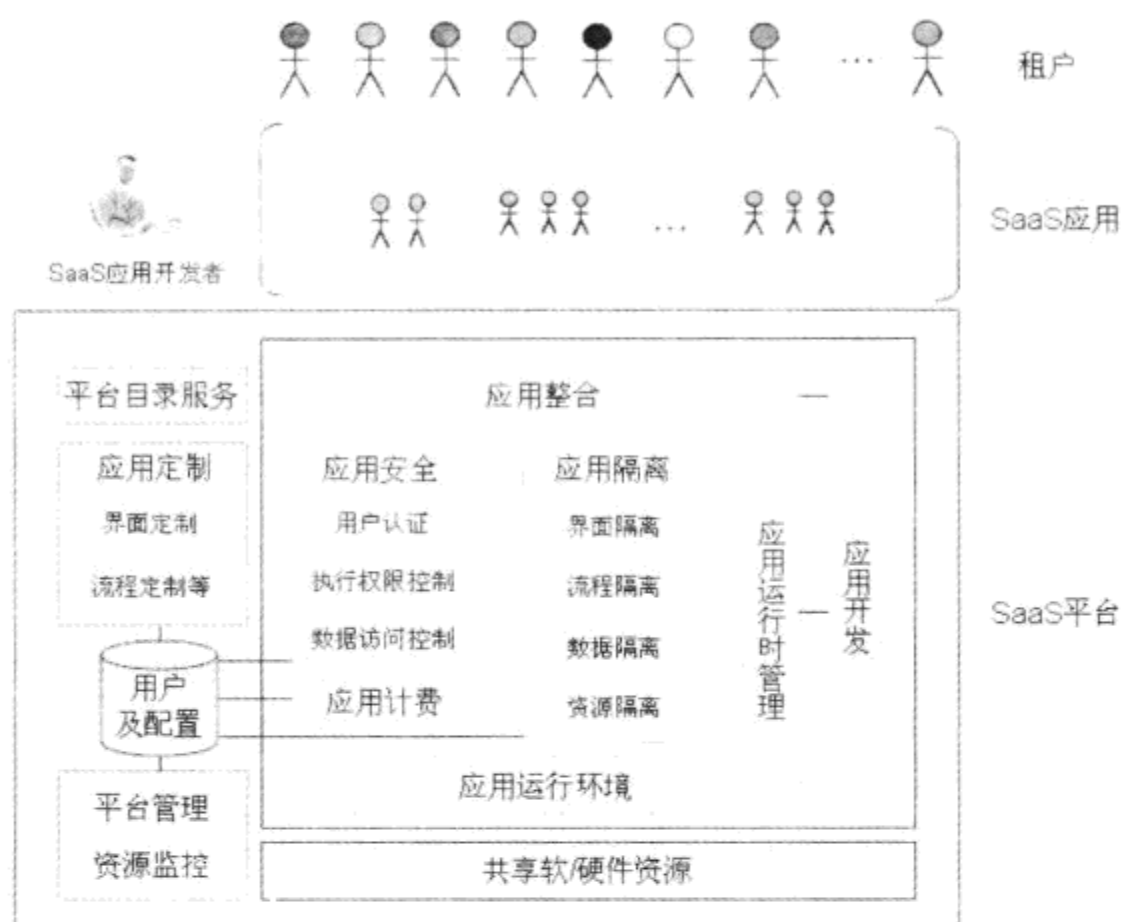 租户
SaaS应用
SaaS应用开发者
平台目录服务
应用定制
界面定制
流程定制等
用户
及配置
平台管理
资源监控
应用整合
应用安全
用户认证
执行权限控制
数据访问控制
应用计费
应用隔离
界面隔离
流程隔离
数据隔离
资源隔离
应用运行时管理
应用开发
应用运行环境
共享软/硬件资源
SaaS平台